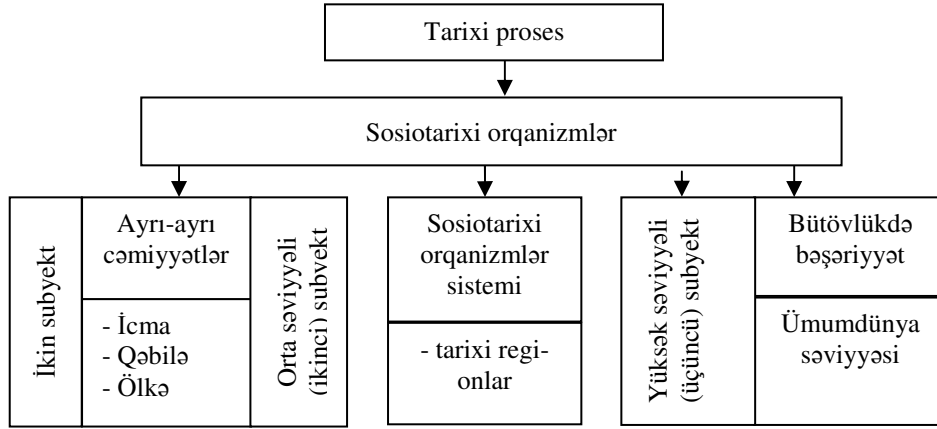 Tarixi proses
Sosiotarixi orqanizmlər
İkin subyekt
Ayrı-ayrı
cəmiyyətlər
- İcma
- Qəbilə
- Ölkə
Orta səviyyəli
(ikinci) subvekt
Sosiotarixi
orqanizmlər
sistemi
- tarixi regi-
onlar
Yüksək səviyyəli
(üçüncü) subyekt
Bütövlükdə
bəşəriyyət
Ümumdünya
səviyyəsi